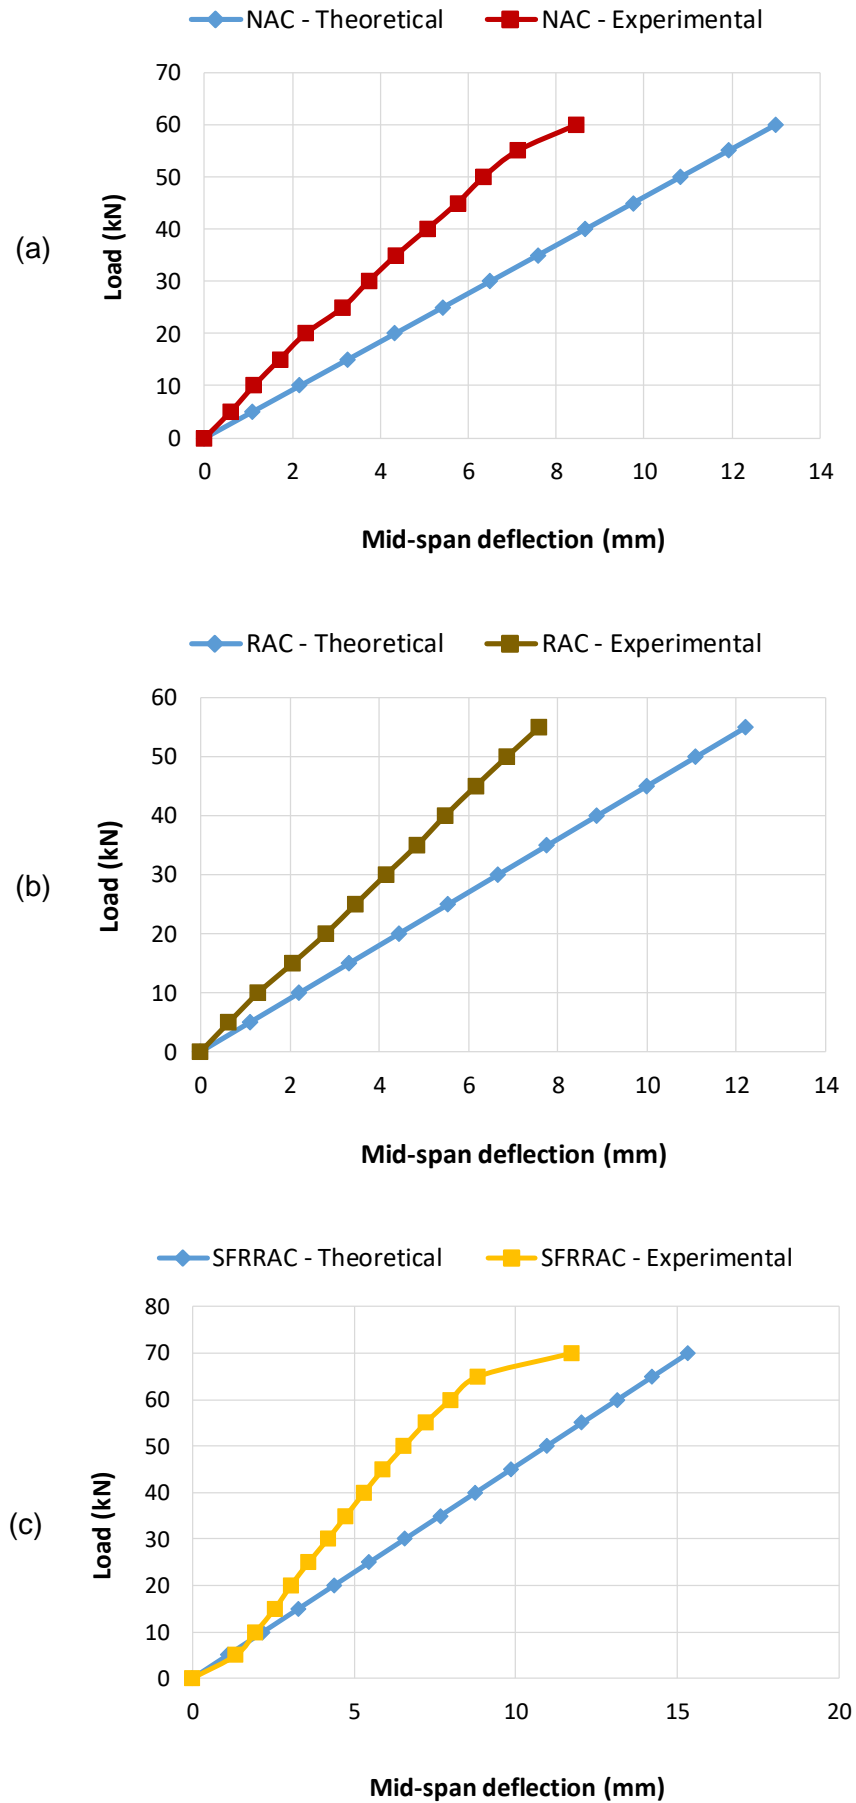 NAC - Theoretical NAC - Experimental
70
60
50
40
30
20
10
0
0 2 4 6 8 10 12 14
Load (kN)
Mid-span deflection (mm)
(a)
RAC - Theoretical RAC - Experimental
60
50
40
30
20
10
0
0 2 4 6 8 10 12 14
Load (kN)
Mid-span deflection (mm)
(b)
SFRRAC - Theoretical SFRRAC - Experimental
80
70
60
50
40
30
20
10
0
0 5 10 15 20
Load (kN)
Mid-span deflection (mm)
(c)